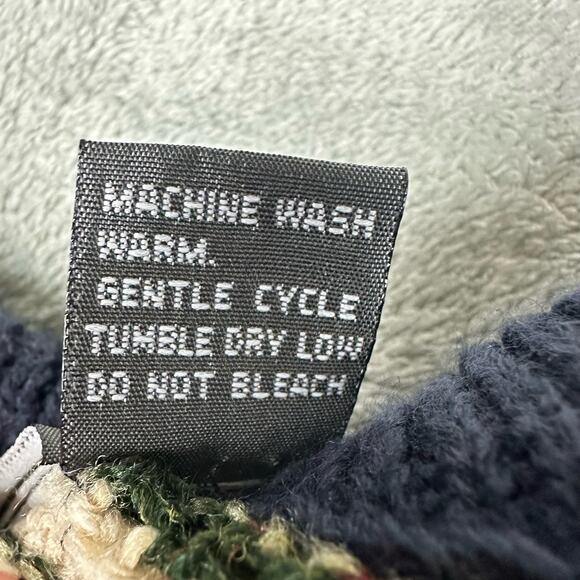 MACHINE WASH
WARM.
GENTLE CYCLE
TUMBLE DRY LOW
DO NOT BLEACH